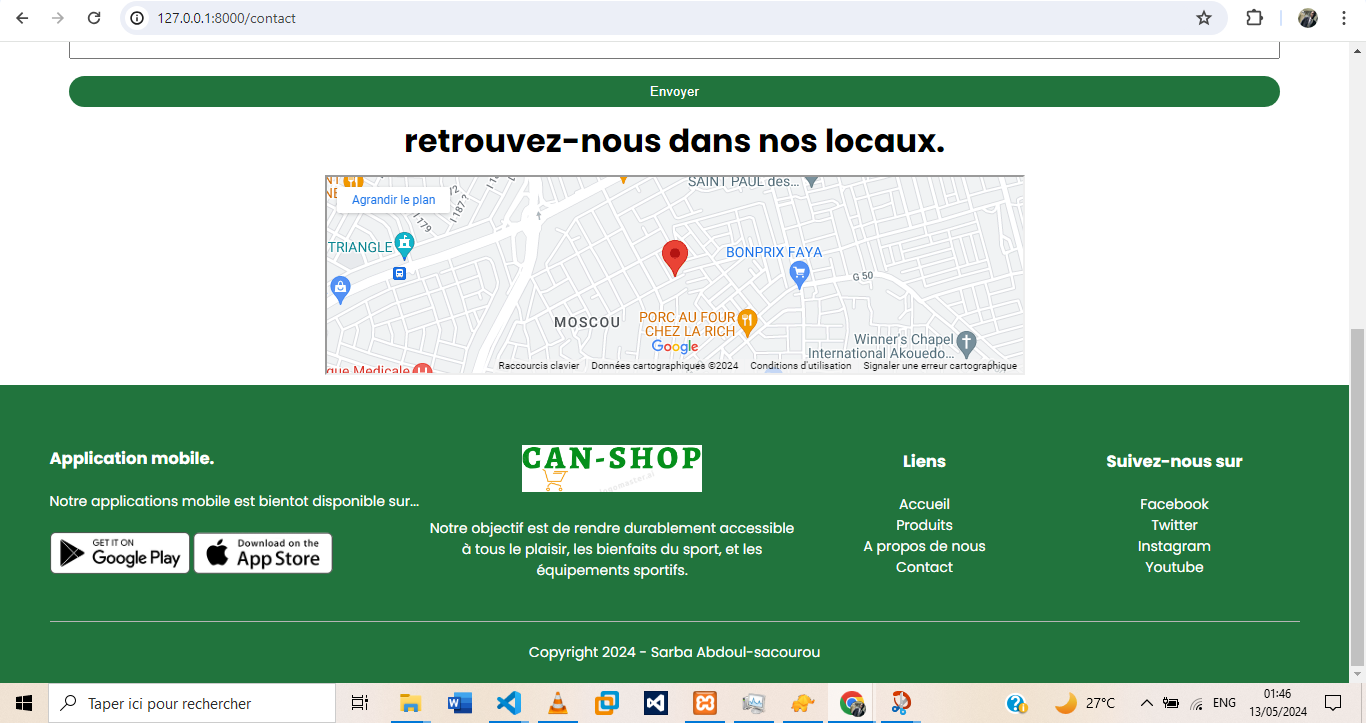 127.0.0.1:8000/contact
Envoyer
retrouvez-nous dans nos locaux.
Agrandir le plan
I 179
I 187 ?
SAINT PAUL des...
TRIANGLE
BONPRIX FAYA
G 50
MOSCOU
PORC AU FOUR
CHEZ LA RICH
Google
Winner's Chapel
International Akouedo...
que Medicale
Raccourcis clavier
Données cartographiques ©2024
Conditions d'utilisation
Signaler une erreur cartographique
Application mobile.
Notre applications mobile est bientot disponible sur...
GET IT ON
Google Play
Download on the
App Store
CAN-SHOP
Notre objectif est de rendre durablement accessible
à tous le plaisir, les bienfaits du sport, et les
équipements sportifs.
Liens
Accueil
Produits
A propos de nous
Contact
Suivez-nous sur
Facebook
Twitter
Instagram
Youtube
Copyright 2024 - Sarba Abdoul-sacourou
Taper ici pour rechercher
27°C
ENG
01:46
13/05/2024